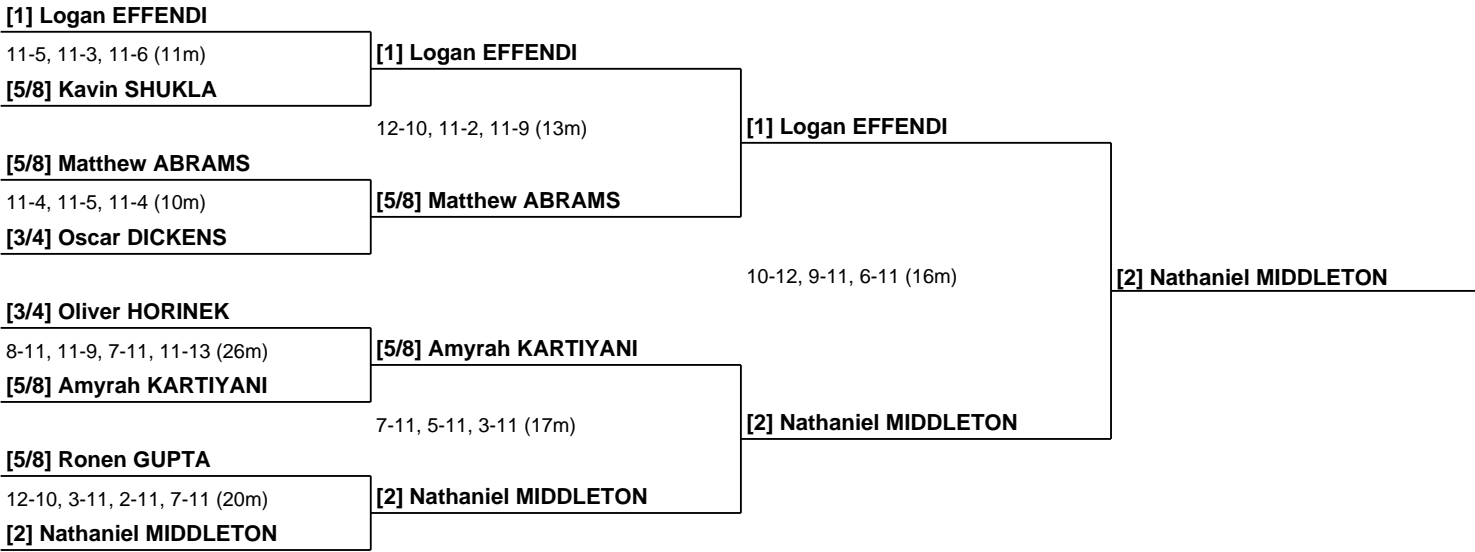 [1] Logan EFFENDI
11-5, 11-3, 11-6 (11m)
[5/8] Kavin SHUKLA
[5/8] Matthew ABRAMS
11-4, 11-5, 11-4 (10m)
[3/4] Oscar DICKENS
[3/4] Oliver HORINEK
8-11, 11-9, 7-11, 11-13 (26m)
[5/8] Amyrah KARTIYANI
[5/8] Ronen GUPTA
12-10, 3-11, 2-11, 7-11 (20m)
[2] Nathaniel MIDDLETON
[1] Logan EFFENDI
12-10, 11-2, 11-9 (13m)
[5/8] Matthew ABRAMS
[5/8] Amyrah KARTIYANI
7-11, 5-11, 3-11 (17m)
[2] Nathaniel MIDDLETON
[1] Logan EFFENDI
10-12, 9-11, 6-11 (16m)
[2] Nathaniel MIDDLETON
[2] Nathaniel MIDDLETON